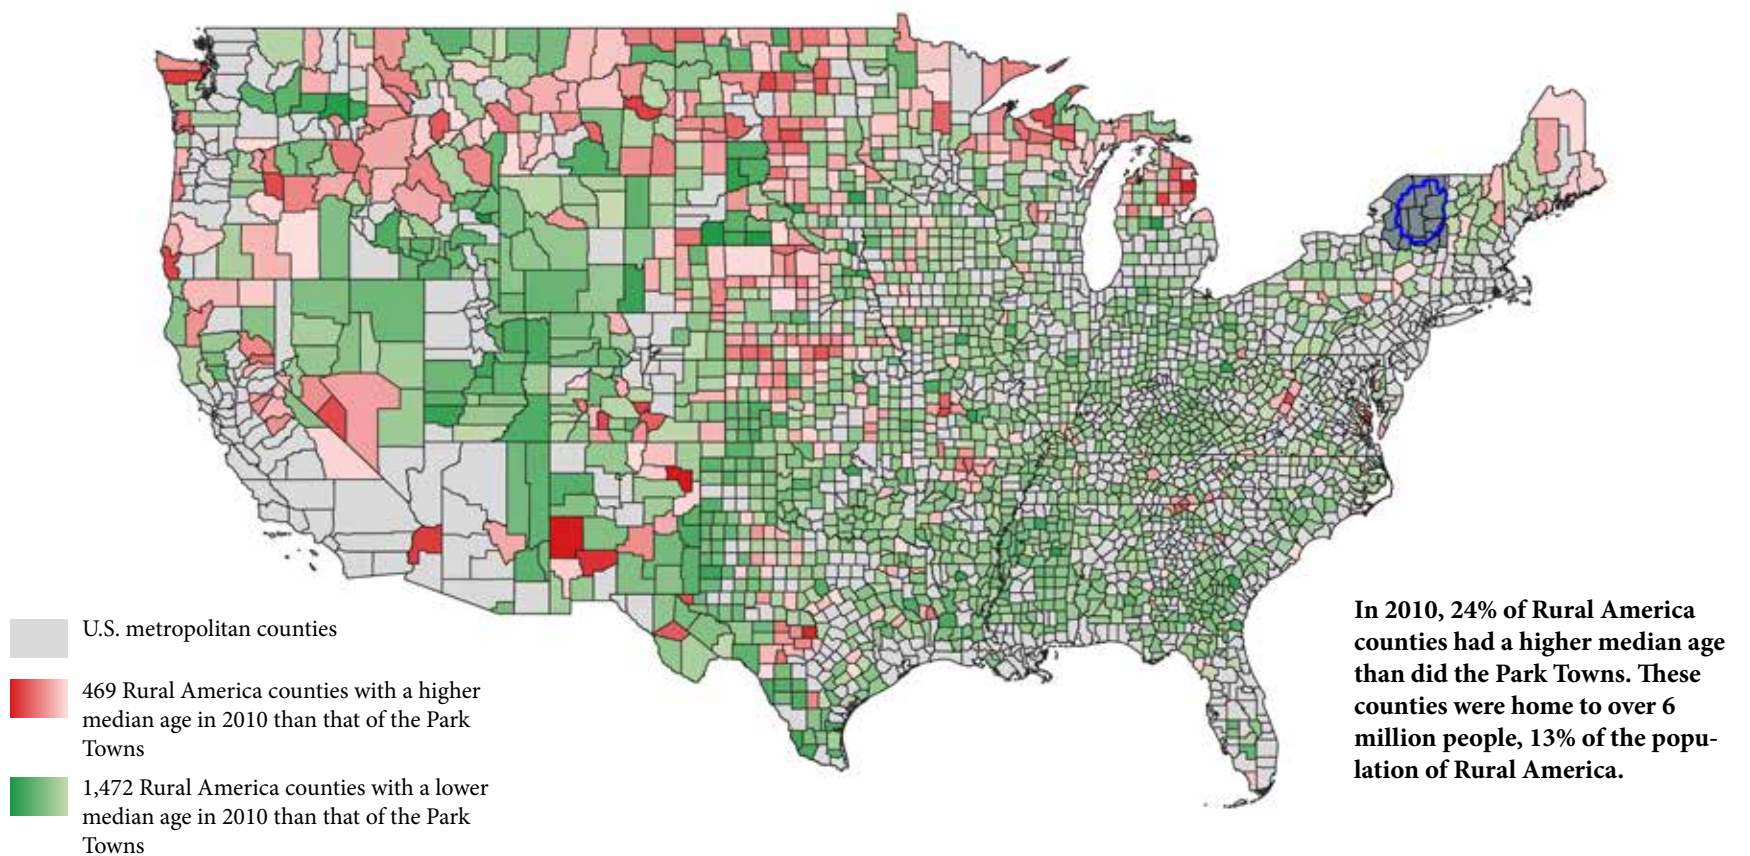 U.S. metropolitan counties
469 Rural America counties with a higher
median age in 2010 than that of the Park
Towns
1,472 Rural America counties with a lower
median age in 2010 than that of the Park
Towns
In 2010, 24% of Rural America
counties had a higher median age
than did the Park Towns. These
counties were home to over 6
million people, 13% of the popu-
lation of Rural America.